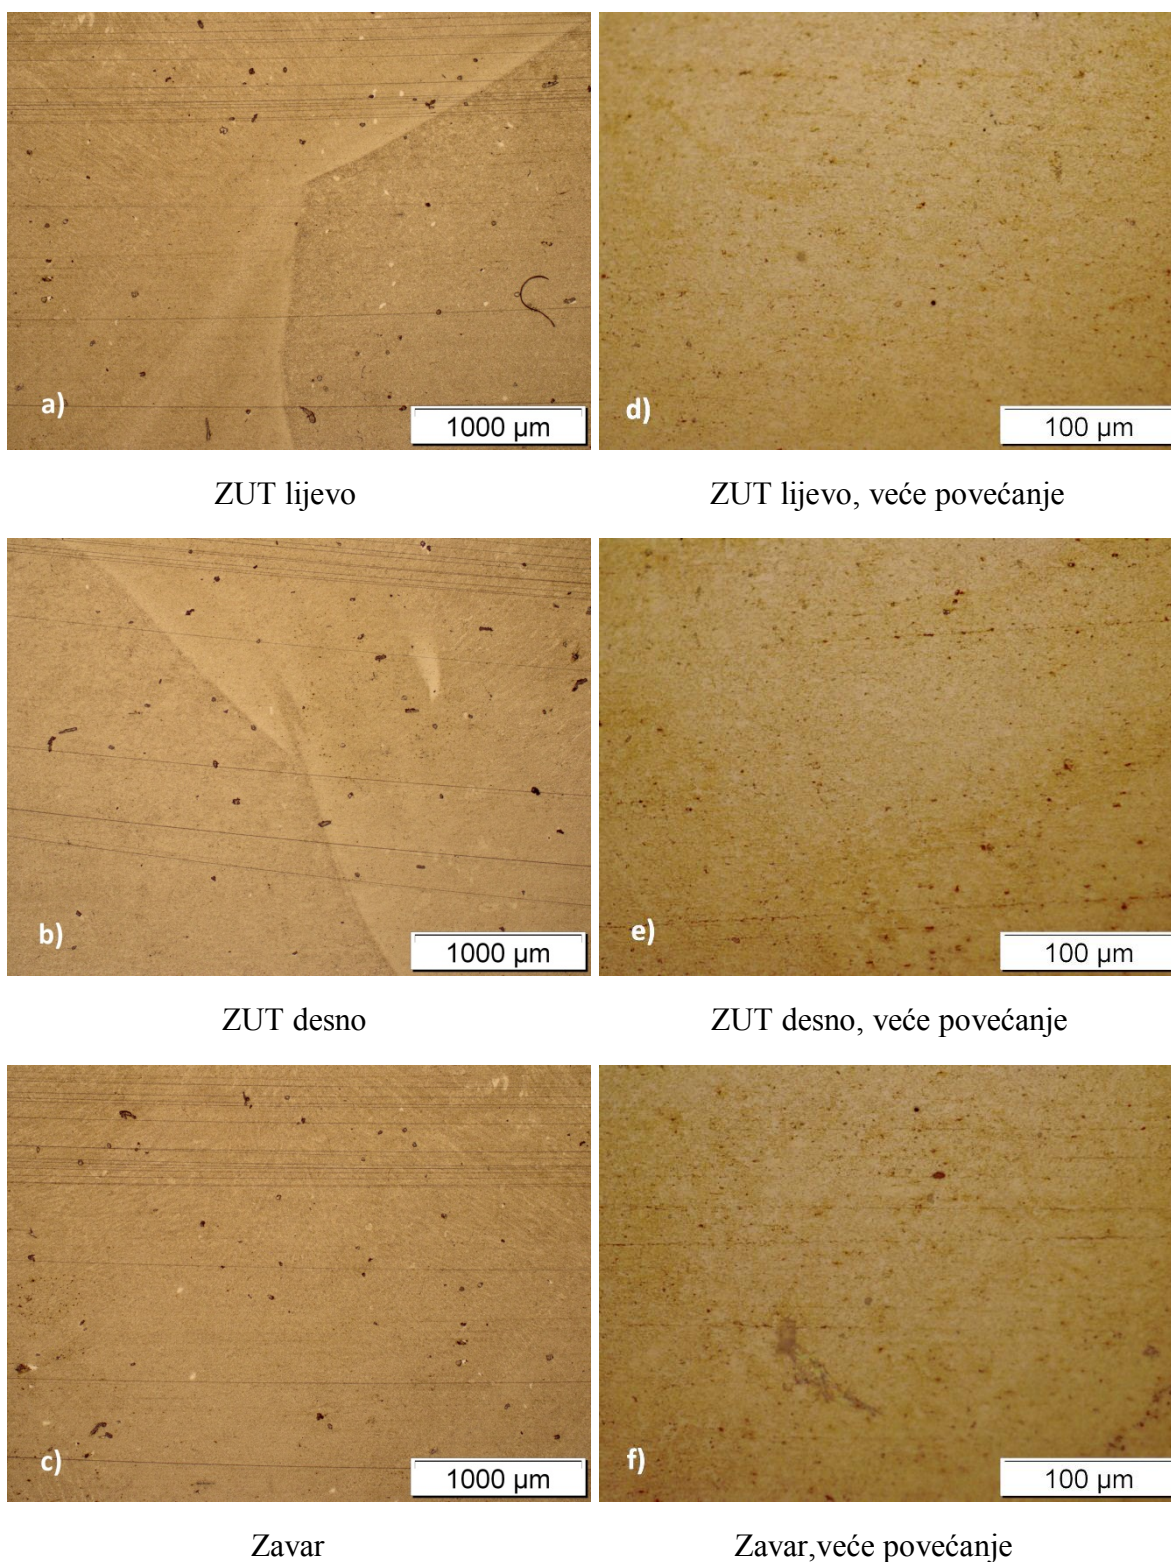 a)
1000 µm
d)
100 µm
ZUT lijevo
ZUT lijevo, veće povećanje
b)
1000 µm
e)
100 µm
ZUT desno
ZUT desno, veće povećanje
c)
1000 µm
f)
100 µm
Zavar
Zavar,veće povećanje